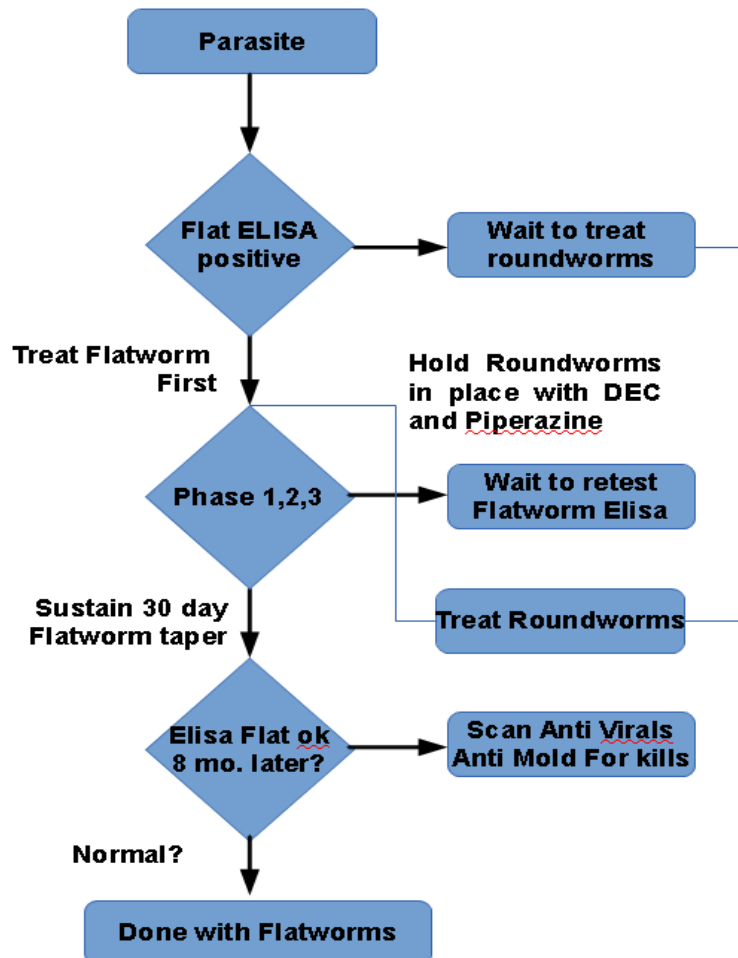 Parasite
Flat ELISA
positive
Wait to treat
roundworms
Treat Flatworm
First
Hold Roundworms
in place with DEC
and Piperazine
Phase 1,2,3
Wait to retest
Flatworm Elisa
Sustain 30 day
Flatworm taper
Treat Roundworms
Elisa Flat ok
8 mo. later?
Scan Anti Virals
Anti Mold For kills
Normal?
Done with Flatworms